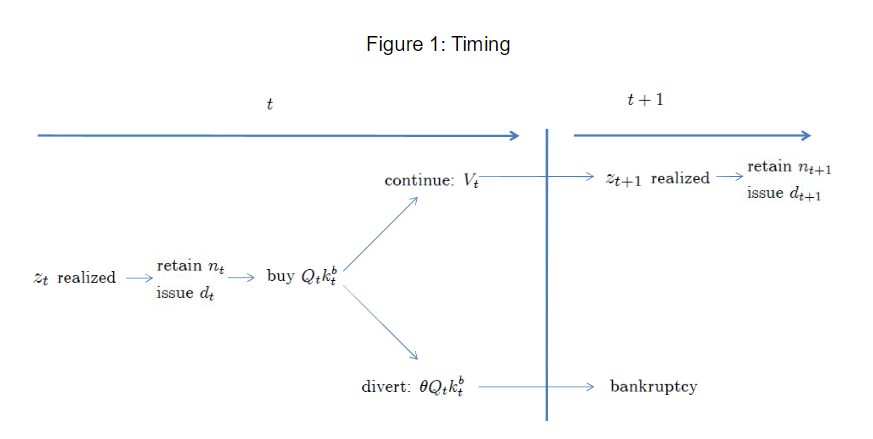 Figure 1: Timing
t
t + 1
continue: V_t
z_{t+1} realized
retain n_{t+1}
issue d_{t+1}
z_t realized
retain n_t
issue d_t
buy Q_t k_t^b
divert: θQ_t k_t^b
bankruptcy